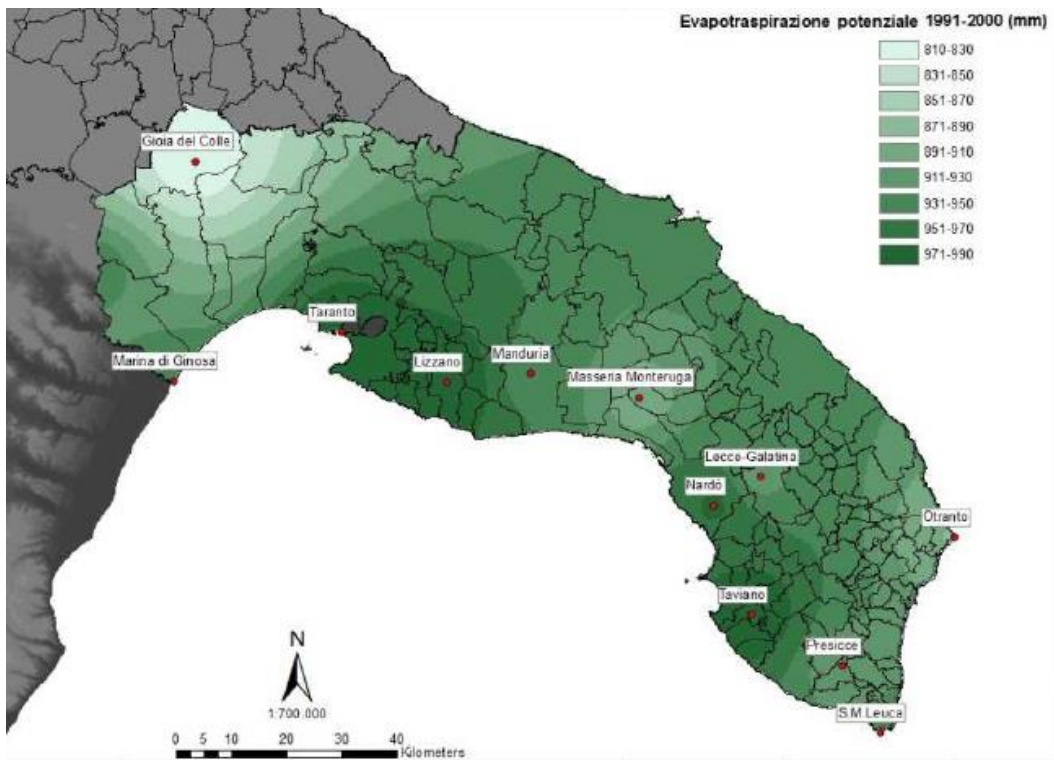 Evapotraspirazione potenziale 1991-2000 (mm)
810-830
831-850
851-870
871-890
891-910
911-930
931-950
951-970
971-990
Gioia del Colle
Taranto
Marina di Ginosa
Lizzano
Manduria
Masseria Monteruga
Lecce-Galatina
Nardò
Otranto
Taviano
Presicce
S.M.Leuca
N
1:700.000
0 5 10 20 30 40
Kilometers